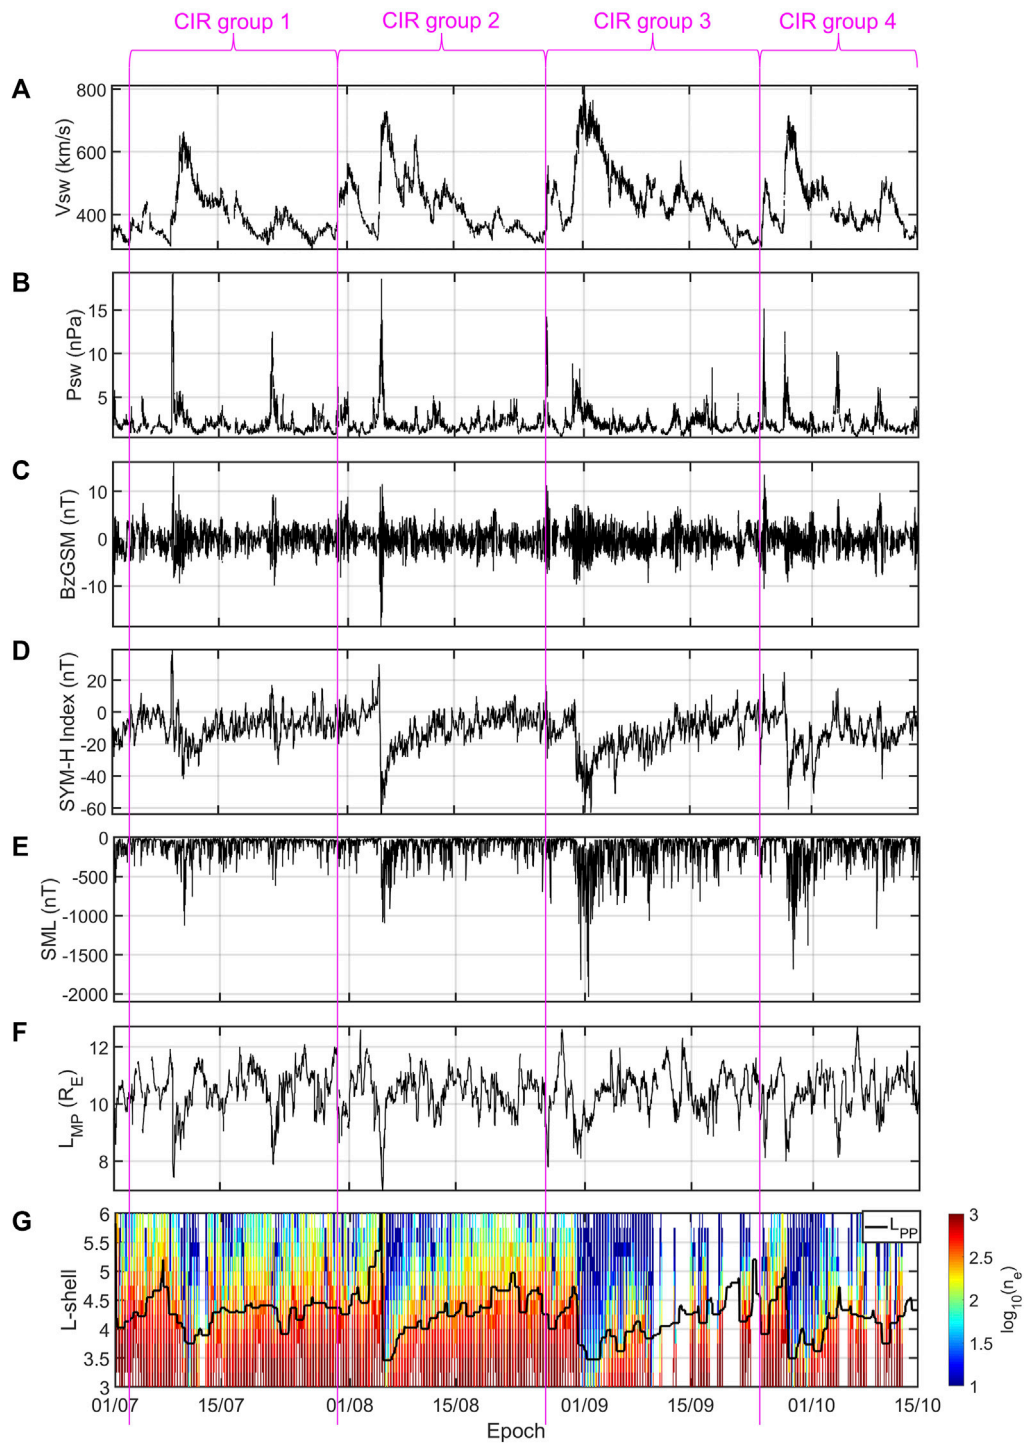 CIR group 1 CIR group 2 CIR group 3 CIR group 4
A
800
600
400
Vsw (km/s)
B
15
10
5
Psw (nPa)
C
10
0
-10
BzGSM (nT)
D
20
0
-20
-40
-60
SYM-H Index (nT)
E
0
-500
-1000
-1500
-2000
SML (nT)
F
12
10
8
L_MP (R_E)
G
6
5.5
5
4.5
4
3.5
3
L-shell
L_PP
3
2.5
2
1.5
1
log10(n_e)
01/07 15/07 01/08 15/08 01/09 15/09 01/10 15/10
Epoch